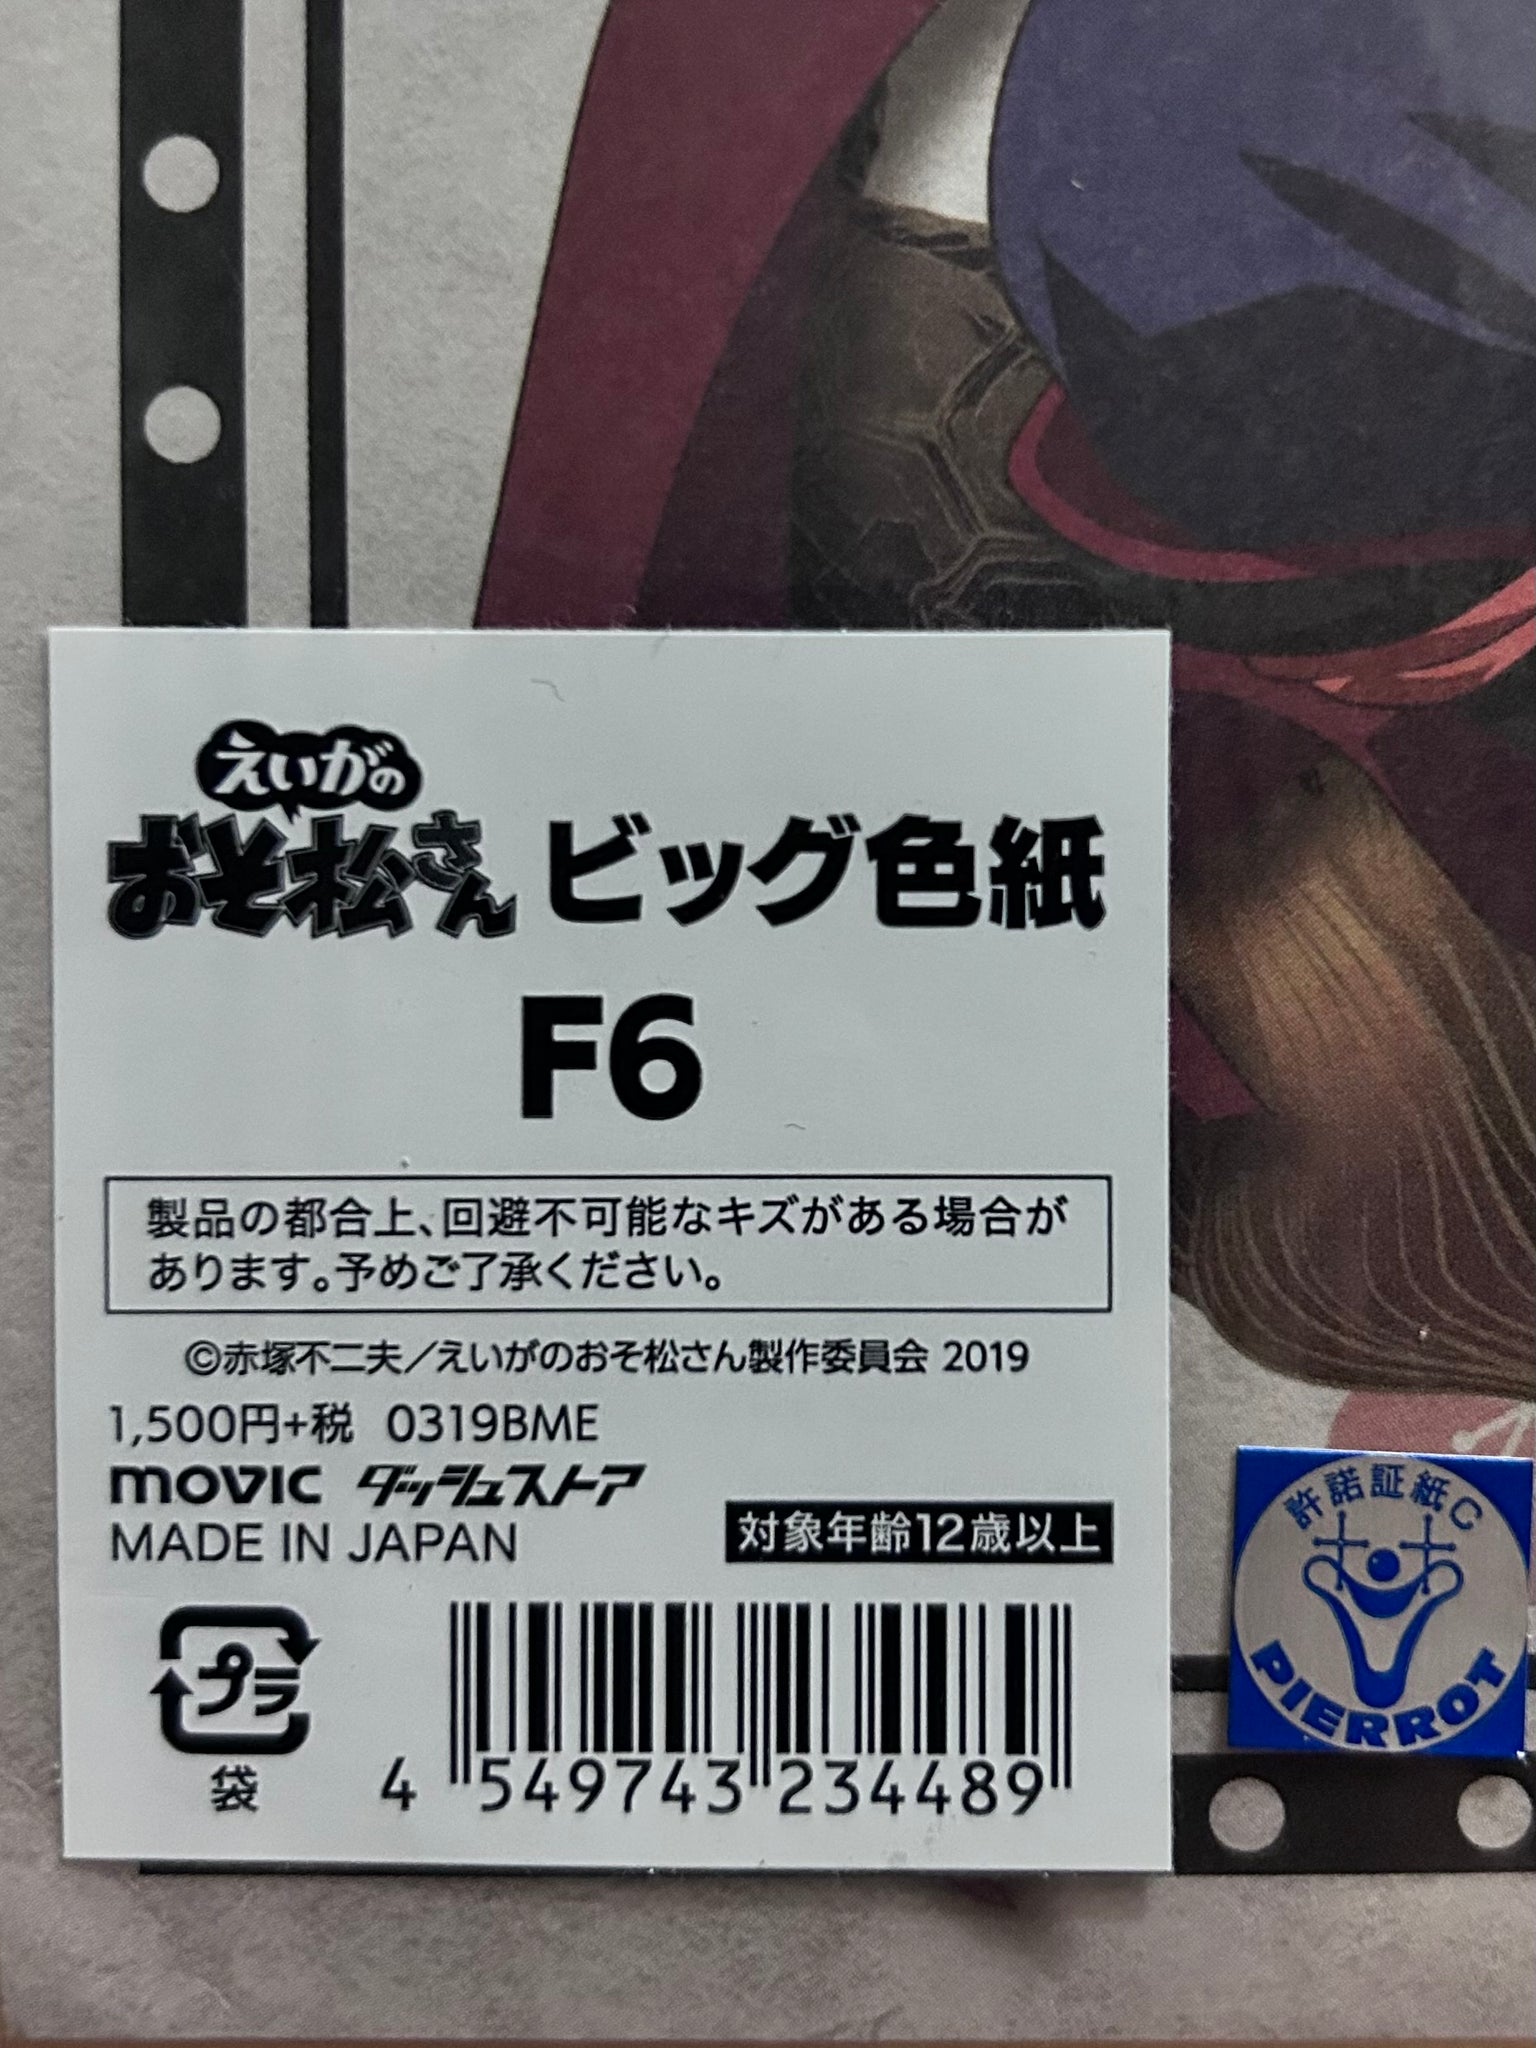 えいがの
おそ松さん ビッグ色紙
F6
製品の都合上、回避不可能なキズがある場合が
あります。予めご了承ください。
©赤塚不二夫／えいがのおそ松さん製作委員会 2019
1,500円+税 0319BME
movic ダッシュストア
MADE IN JAPAN
対象年齢12歳以上
プラ
袋
4 549743 234489
許諾証紙C
PIERROT